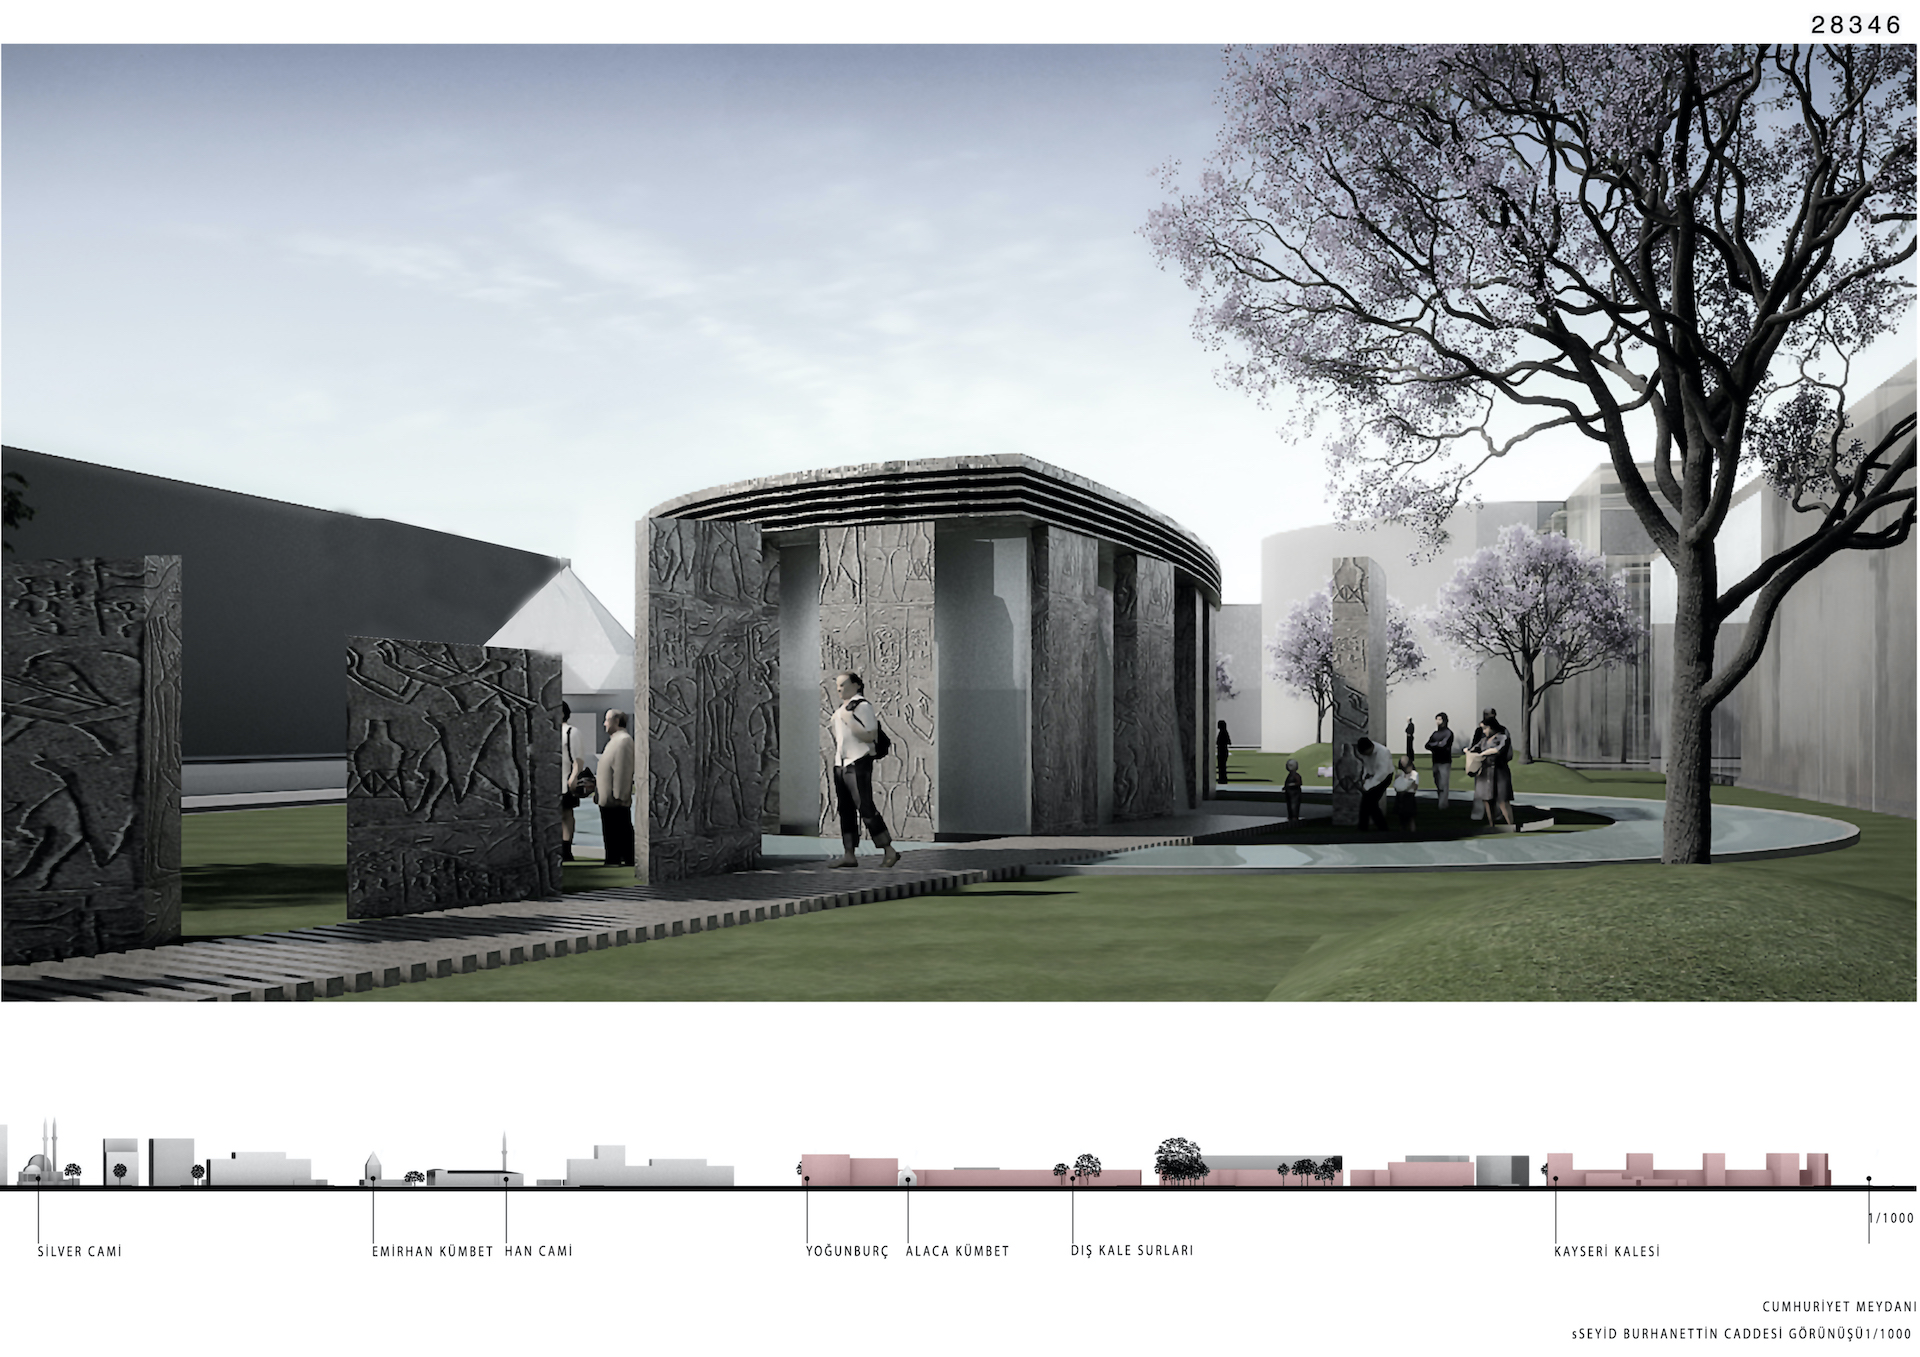 28346
SİLVER CAMİ
EMİRHAN KÜMBET
HAN CAMİ
YOĞUNBURÇ
ALACA KÜMBET
DIŞ KALE SURLARI
KAYSERİ KALESİ
1/1000
CUMHURİYET MEYDANI
sSEYİD BURHANETTİN CADDESİ GÖRÜNÜŞÜ1/1000